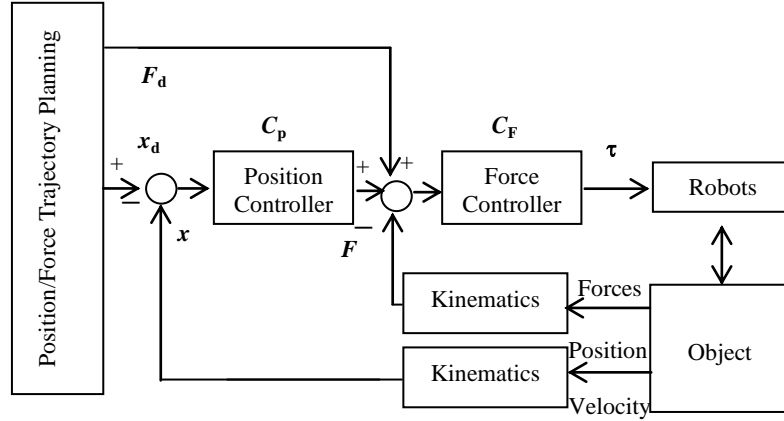 Position/Force Trajectory Planning
F_d
x_d
+
−
x
C_p
Position
Controller
+
+
−
F
C_F
Force
Controller
τ
Robots
Kinematics
Forces
Kinematics
Position
Velocity
Object